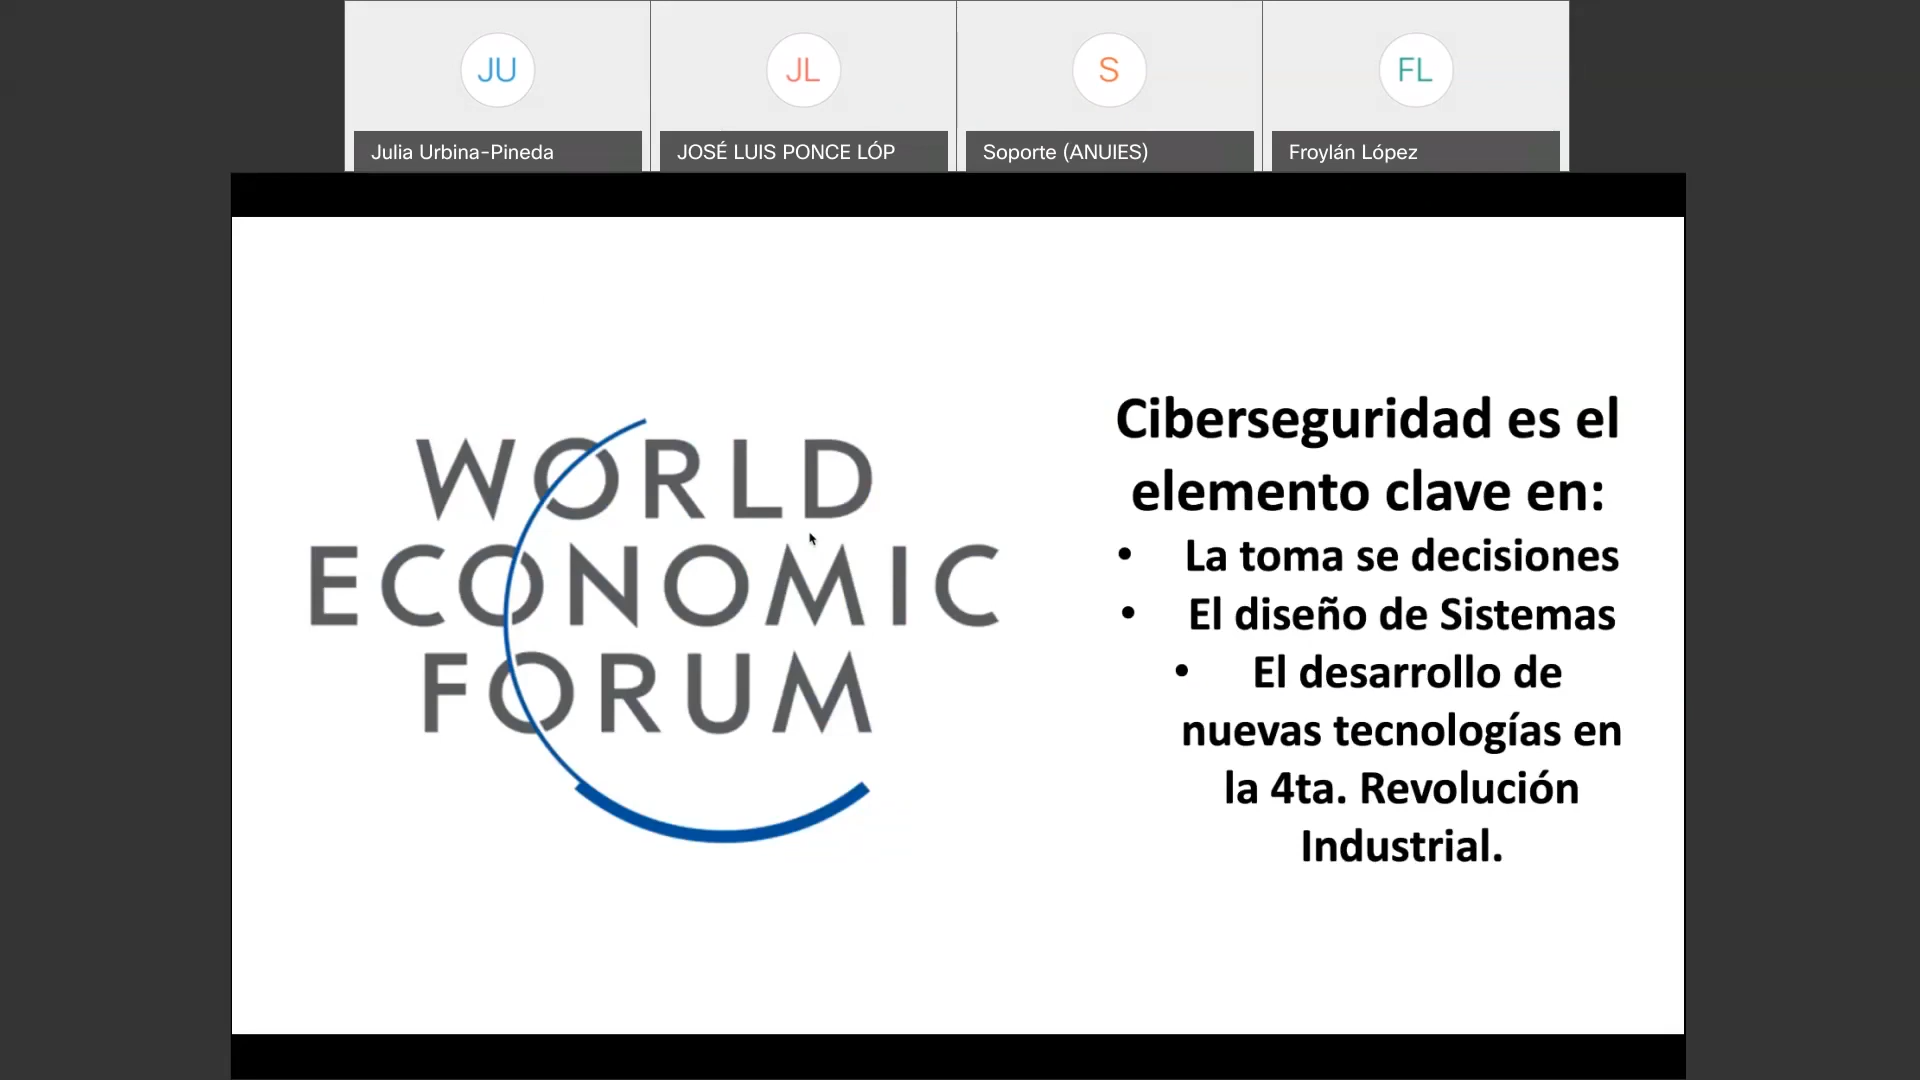 JU
JL
S
FL
Julia Urbina-Pineda
JOSÉ LUIS PONCE LÓP
Soporte (ANUIES)
Froylán López
WORLD
ECONOMIC
FORUM
Ciberseguridad es el
elemento clave en:
• La toma se decisiones
• El diseño de Sistemas
• El desarrollo de
nuevas tecnologías en
la 4ta. Revolución
Industrial.